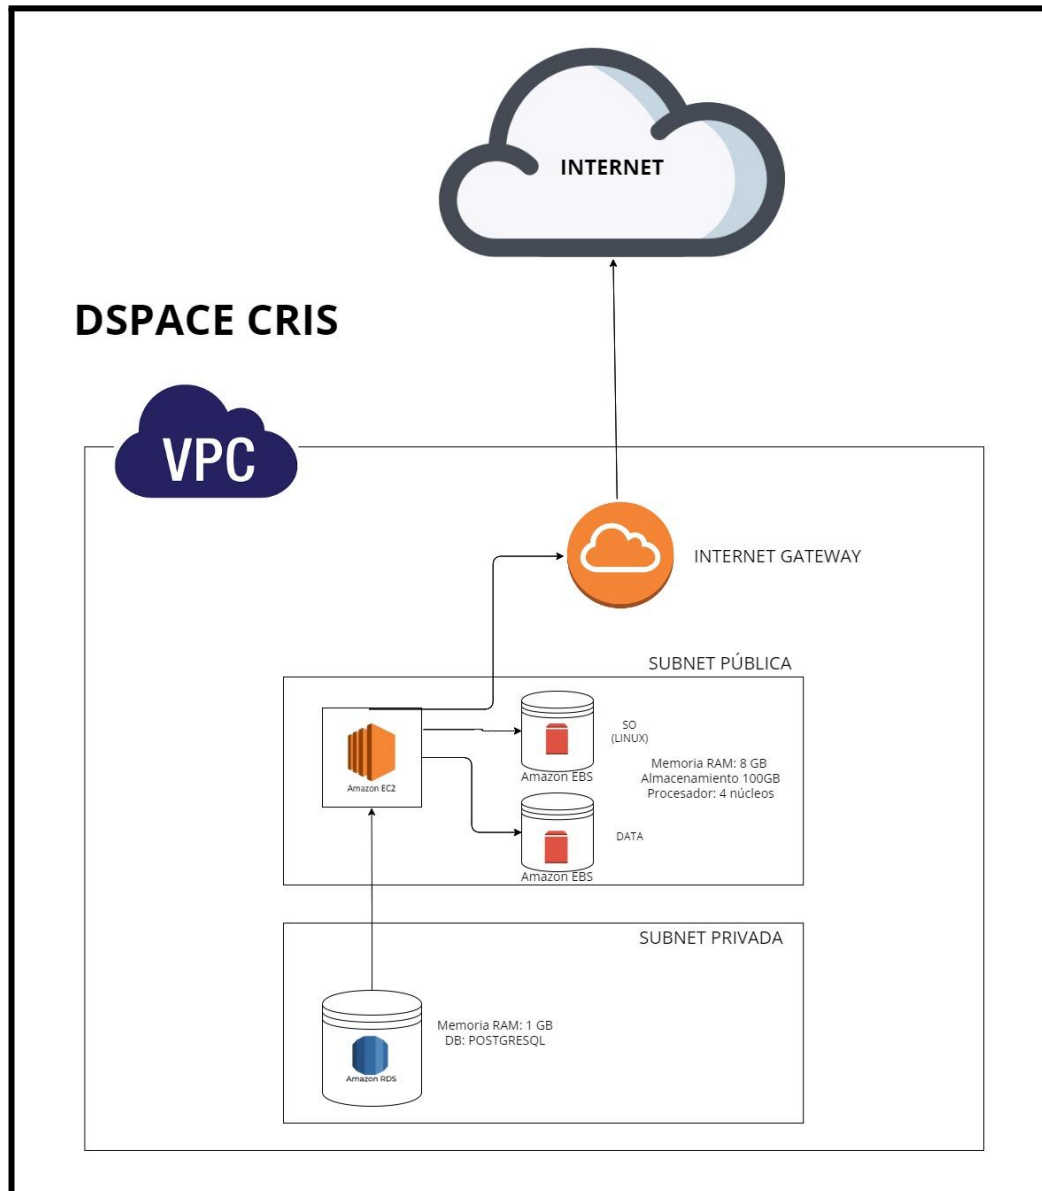 INTERNET
DSPACE CRIS
VPC
INTERNET GATEWAY
SUBNET PÚBLICA
Amazon EC2
SO
(LINUX)
Amazon EBS
Memoria RAM: 8 GB
Almacenamiento 100GB
Procesador: 4 núcleos
DATA
Amazon EBS
SUBNET PRIVADA
Memoria RAM: 1 GB
DB: POSTGRESQL
Amazon RDS